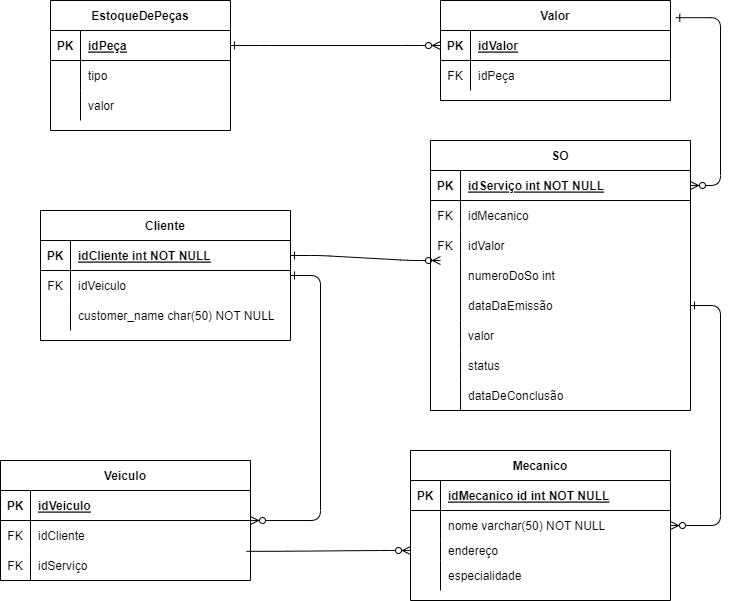 EstoqueDePeças
PK idPeça
tipo
valor
Valor
PK idValor
FK idPeça
SO
PK idServiço int NOT NULL
FK idMecanico
FK idValor
numeroDoSo int
dataDaEmissão
valor
status
dataDeConclusão
Cliente
PK idCliente int NOT NULL
FK idVeiculo
customer_name char(50) NOT NULL
Veiculo
PK idVeiculo
FK idCliente
FK idServiço
Mecanico
PK idMecanico id int NOT NULL
nome varchar(50) NOT NULL
endereço
especialidade